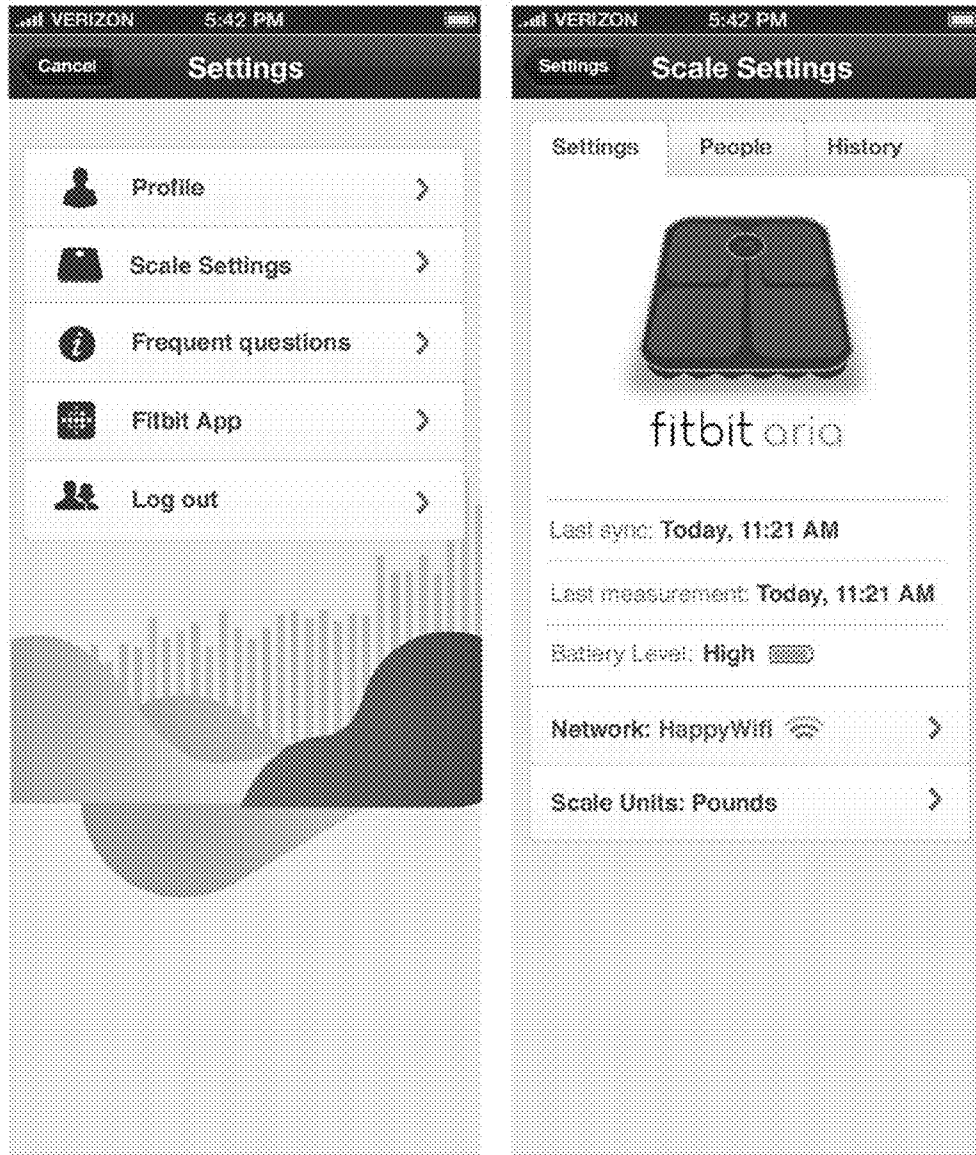 VERIZON 5:42 PM
Cancel Settings
Profile
Scale Settings
Frequent questions
Fitbit App
Log out
VERIZON 5:42 PM
Settings Scale Settings
Settings People History
fitbit aria
Last sync: Today, 11:21 AM
Last measurement: Today, 11:21 AM
Battery Level: High
Network: HappyWifi
Scale Units: Pounds